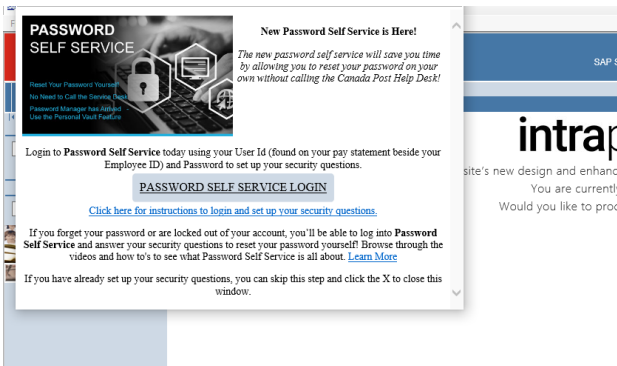 PASSWORD
SELF SERVICE
Reset Your Password Yourself
No Need to Call the Service Desk
Password Manager has Arrived
Use the Personal Vault Feature
New Password Self Service is Here!
The new password self service will save you time
by allowing you to reset your password on your
own without calling the Canada Post Help Desk!
Login to Password Self Service today using your User Id (found on your pay statement beside your
Employee ID) and Password to set up your security questions.
PASSWORD SELF SERVICE LOGIN
Click here for instructions to login and set up your security questions.
If you forget your password or are locked out of your account, you’ll be able to log into Password
Self Service and answer your security questions to reset your password yourself! Browse through the
videos and how to's to see what Password Self Service is all about. Learn More
If you have already set up your security questions, you can skip this step and click the X to close this
window.
SAP S
intrap
site’s new design and enhanc
You are currentl
Would you like to proc